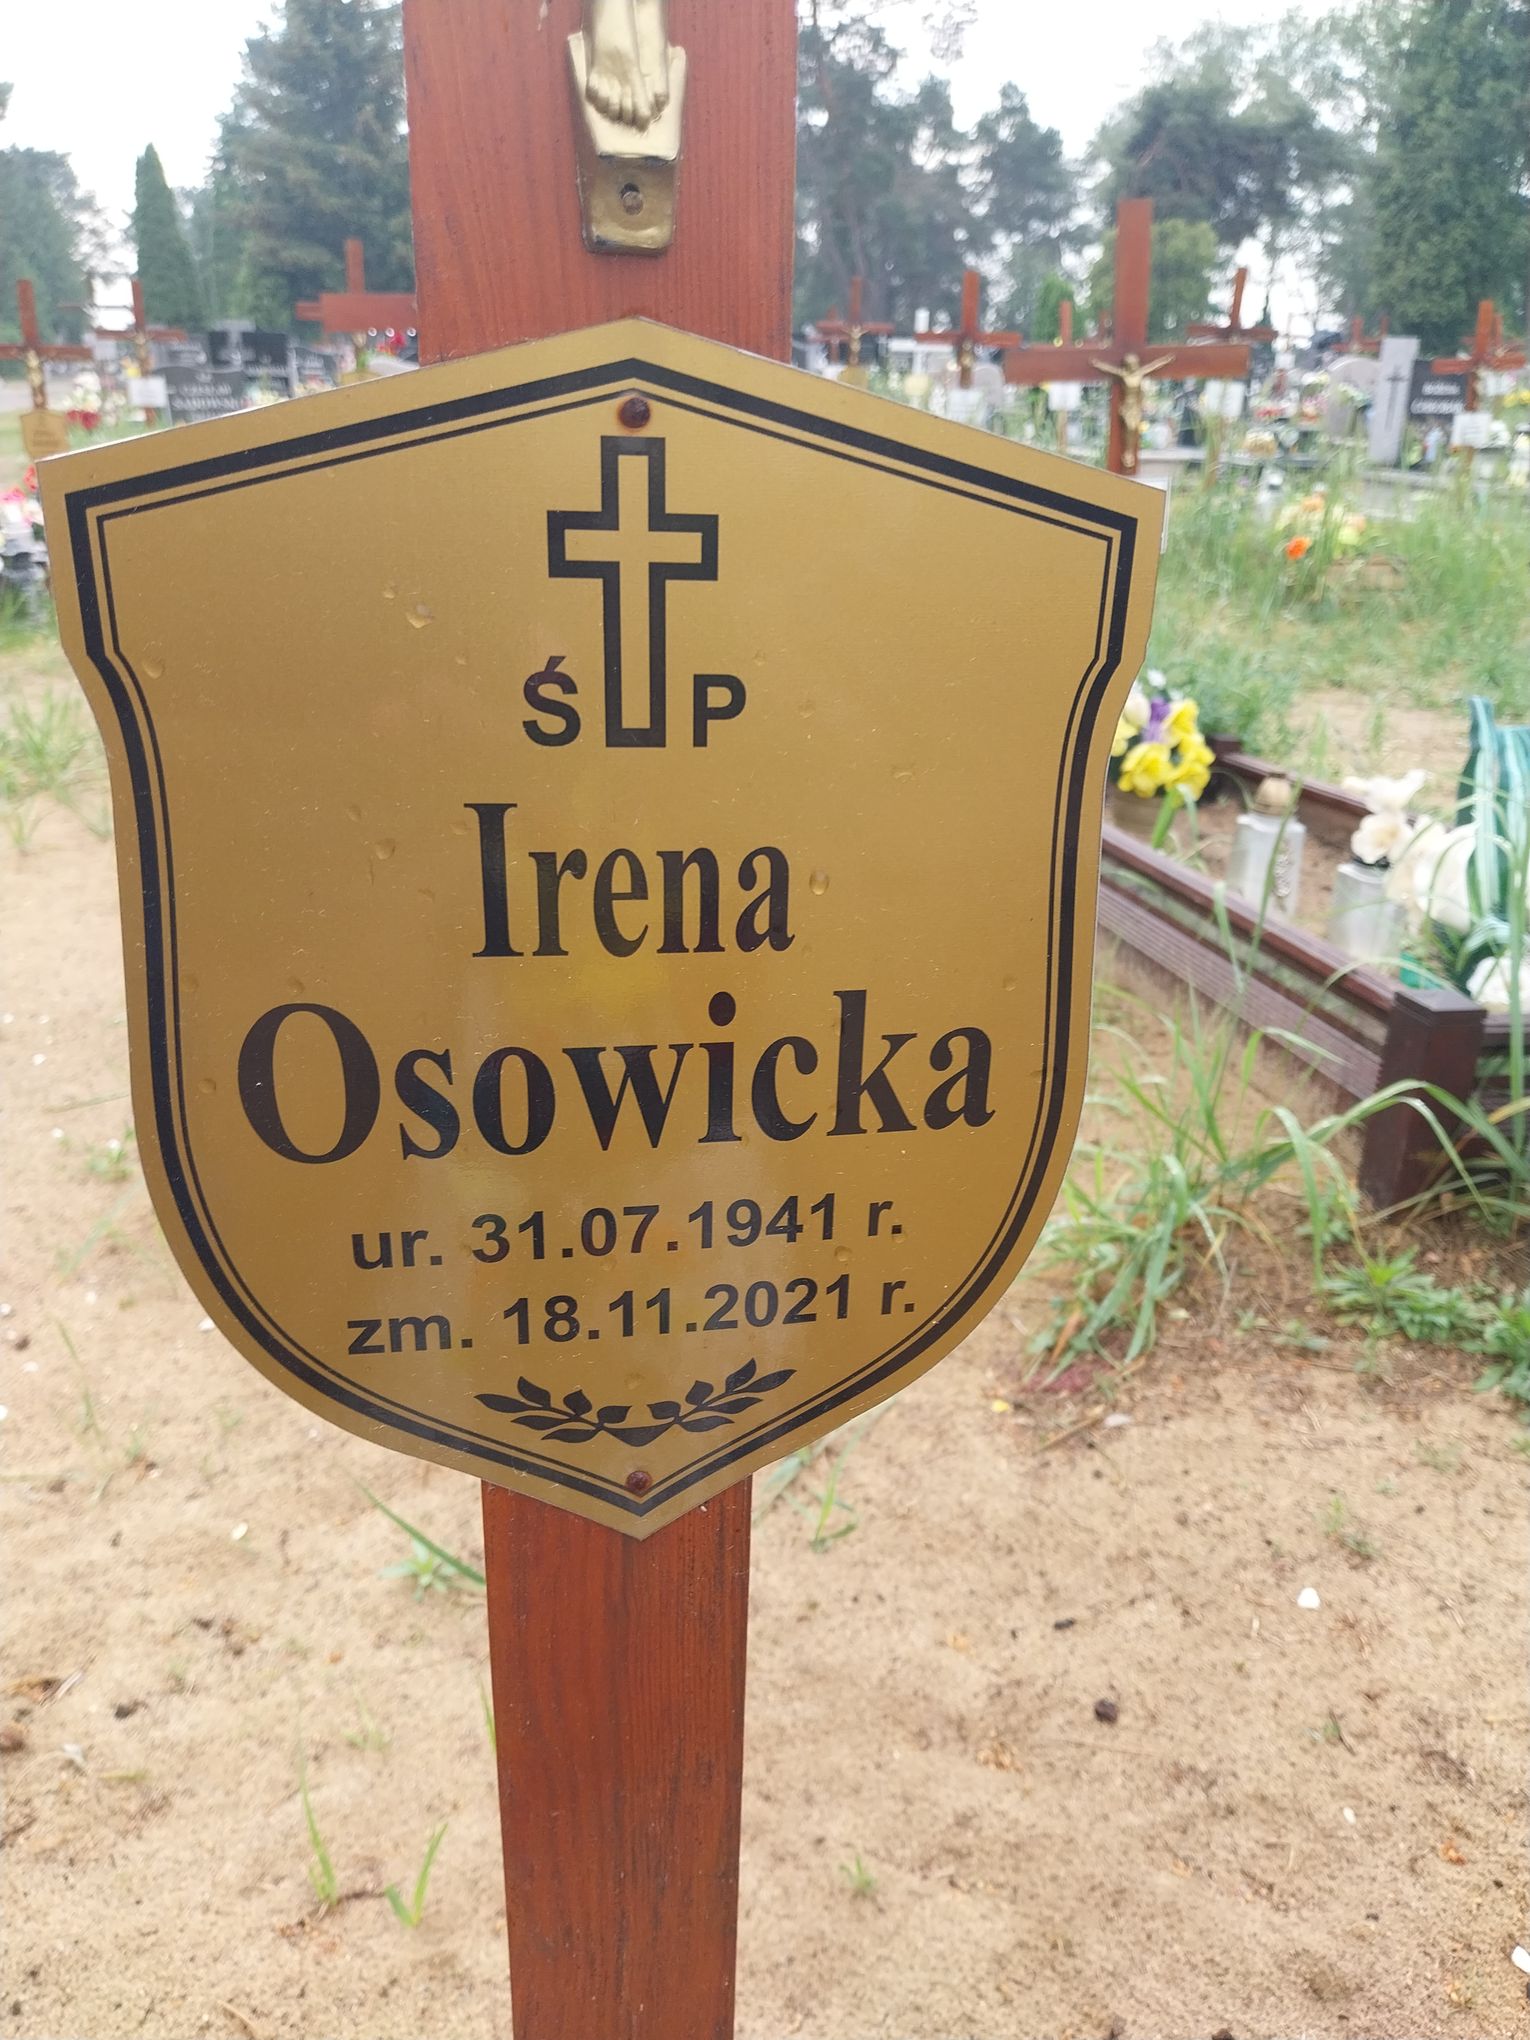 Ś P
Irena
Osowicka
ur. 31.07.1941 r.
zm. 18.11.2021 r.